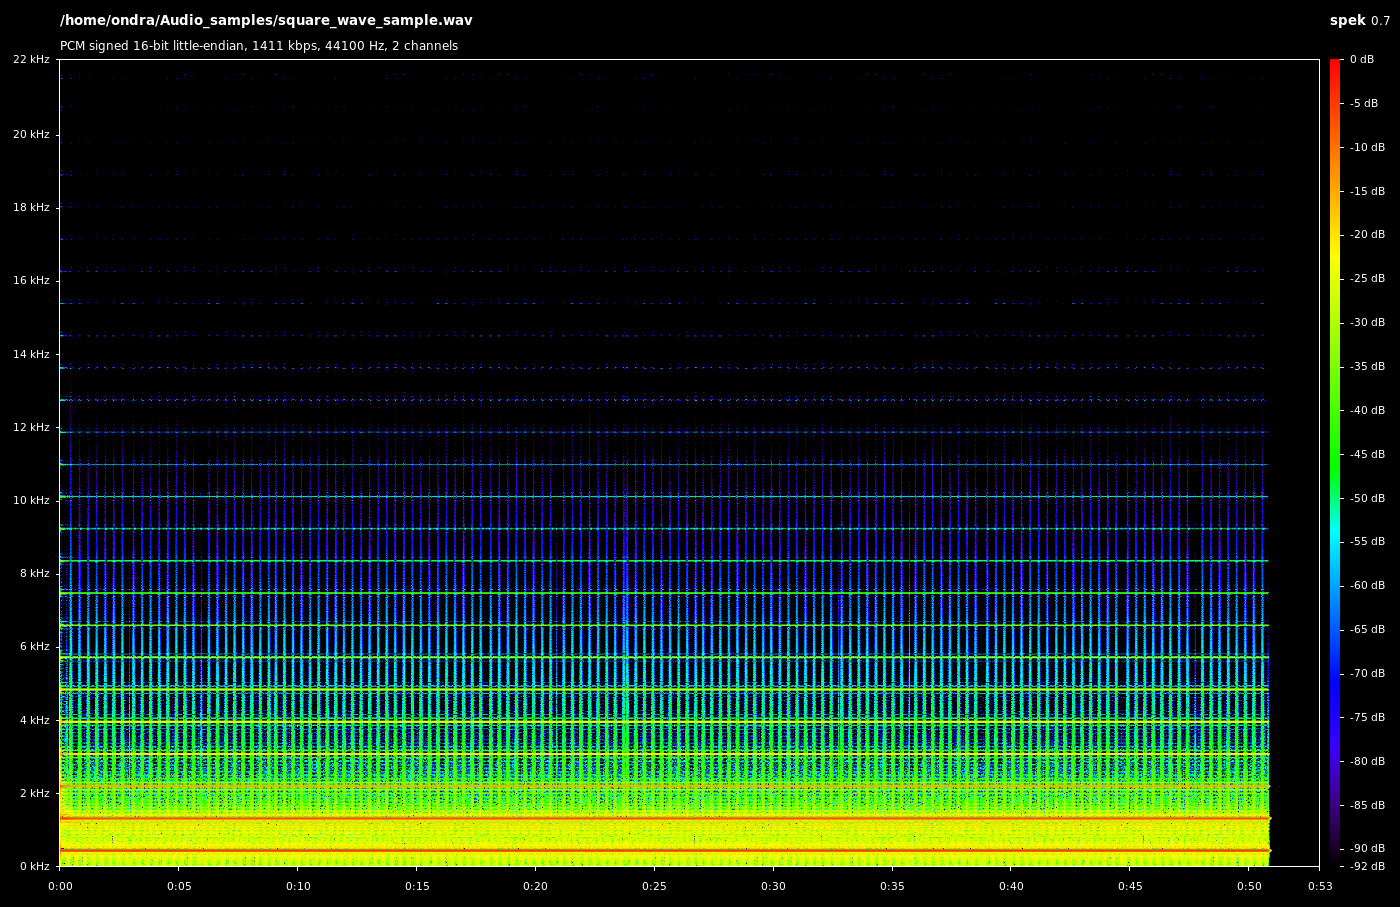 /home/ondra/Audio_samples/square_wave_sample.wav
spek 0.7
PCM signed 16-bit little-endian, 1411 kbps, 44100 Hz, 2 channels
22 kHz
20 kHz
18 kHz
16 kHz
14 kHz
12 kHz
10 kHz
8 kHz
6 kHz
4 kHz
2 kHz
0 kHz
0 dB
-5 dB
-10 dB
-15 dB
-20 dB
-25 dB
-30 dB
-35 dB
-40 dB
-45 dB
-50 dB
-55 dB
-60 dB
-65 dB
-70 dB
-75 dB
-80 dB
-85 dB
-90 dB
-92 dB
0:00 0:05 0:10 0:15 0:20 0:25 0:30 0:35 0:40 0:45 0:50 0:53